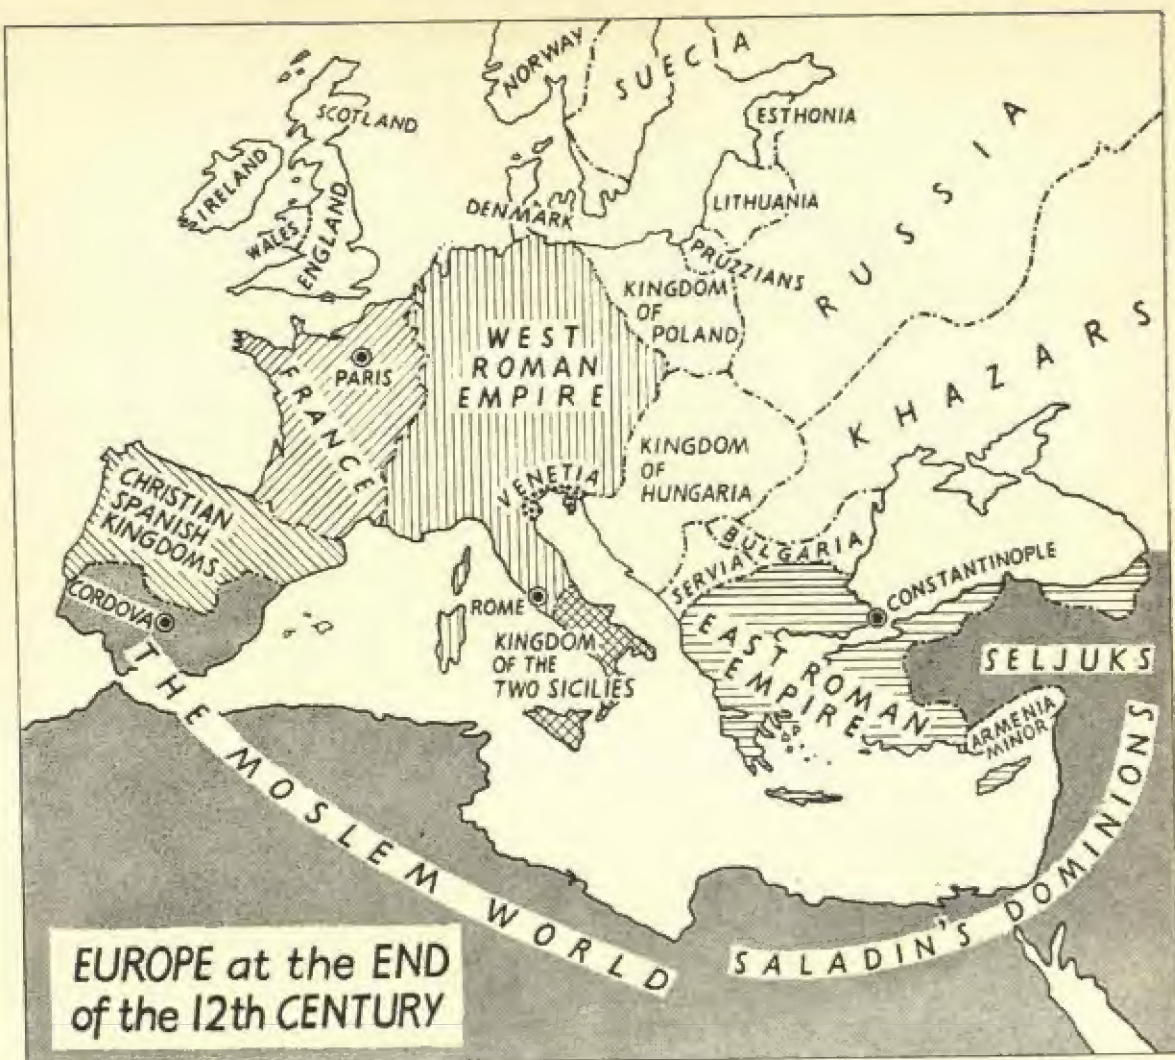 NORWAY
SUECIA
SCOTLAND
ESTHONIA
IRELAND
LITHUANIA
DENMARK
WALES
ENGLAND
PRUZZIANS
RUSSIA
KINGDOM
OF
POLAND
WEST
ROMAN
EMPIRE
PARIS
FRANCE
KHAZARS
KINGDOM
OF
HUNGARIA
VENETIA
CHRISTIAN
SPANISH
KINGDOMS
BULGARIA
SERVIA
CONSTANTINOPLE
CORDOVA
ROME
KINGDOM
OF THE
TWO SICILIES
EAST ROMAN
EMPIRE
SELJUKS
ARMENIA
MINOR
THE MOSLEM WORLD
SALADIN'S DOMINIONS
EUROPE at the END
of the 12th CENTURY